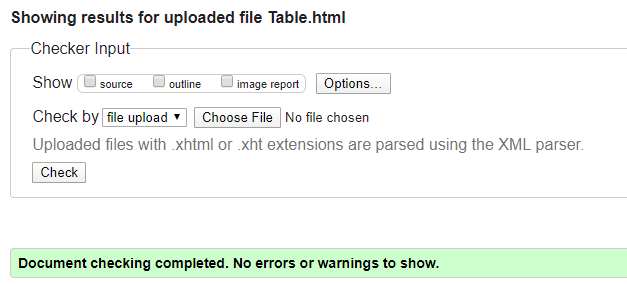 Showing results for uploaded file Table.html
Checker Input
Show source outline image report Options...
Check by file upload Choose File No file chosen
Uploaded files with .xhtml or .xht extensions are parsed using the XML parser.
Check
Document checking completed. No errors or warnings to show.